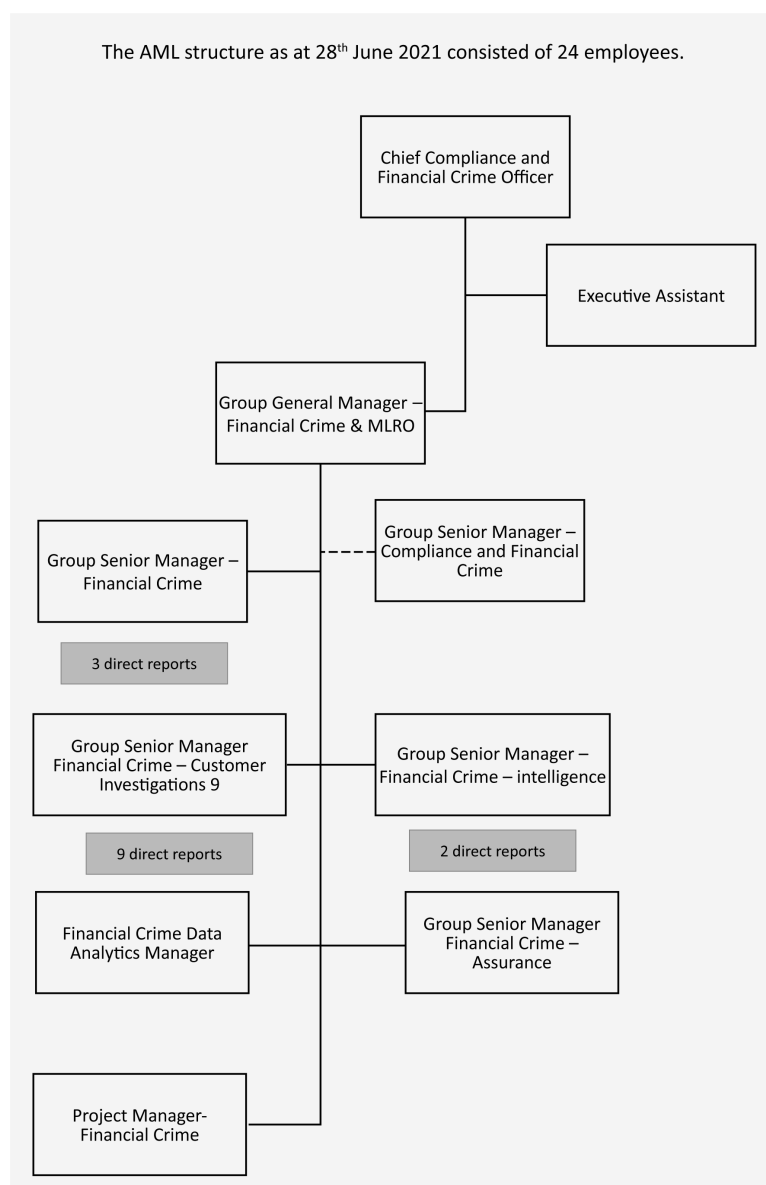 The AML structure as at 28th June 2021 consisted of 24 employees.
Chief Compliance and
Financial Crime Officer
Executive Assistant
Group General Manager –
Financial Crime & MLRO
Group Senior Manager –
Compliance and Financial
Crime
Group Senior Manager –
Financial Crime
3 direct reports
Group Senior Manager
Financial Crime – Customer
Investigations 9
Group Senior Manager –
Financial Crime – intelligence
9 direct reports
2 direct reports
Financial Crime Data
Analytics Manager
Group Senior Manager
Financial Crime –
Assurance
Project Manager-
Financial Crime